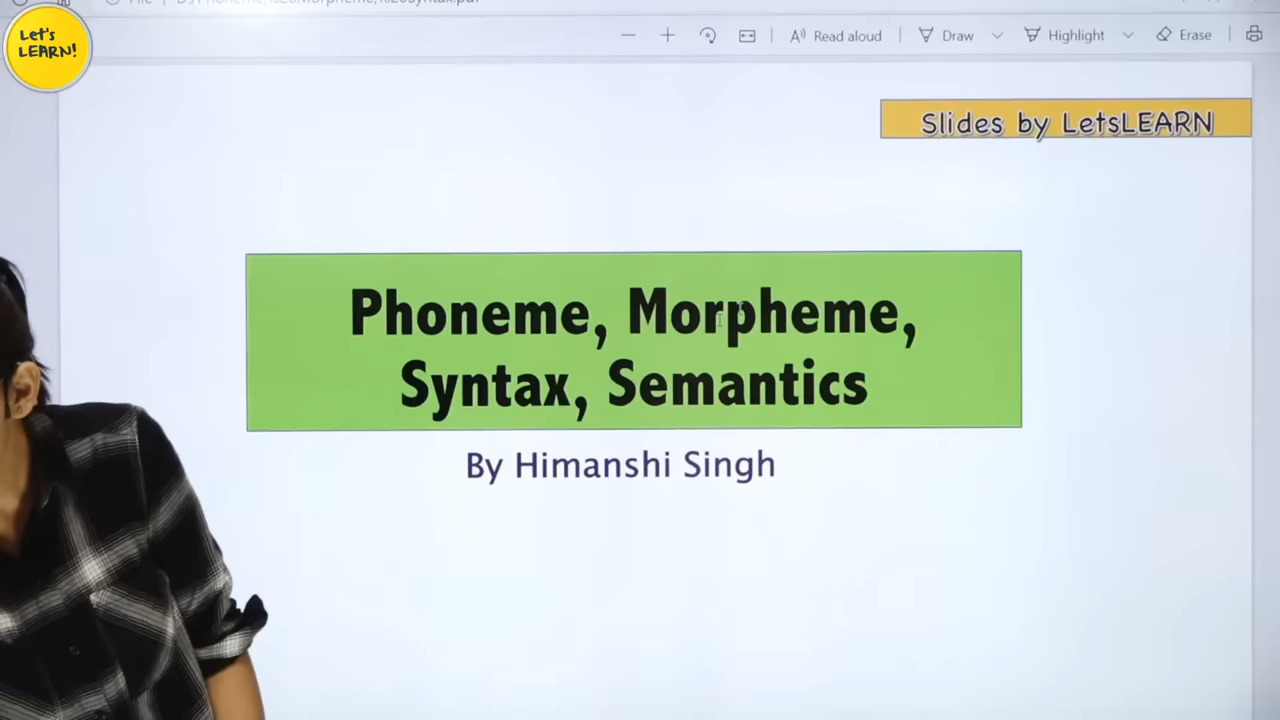 Let's
LEARN!
Read aloud
Draw
Highlight
Erase
Slides by LetsLEARN
Phoneme, Morpheme,
Syntax, Semantics
By Himanshi Singh